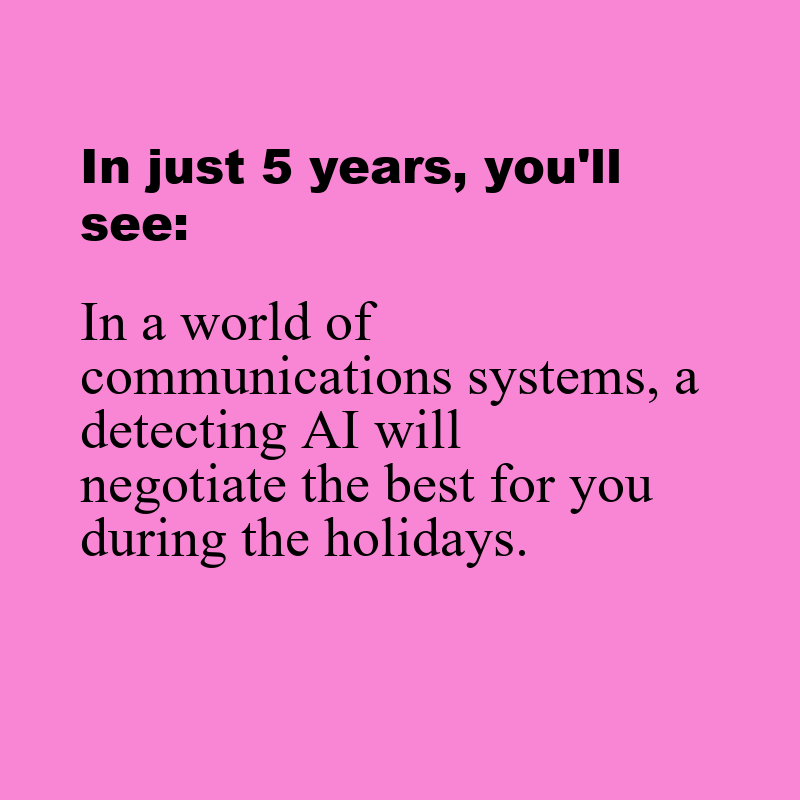 In just 5 years, you'll
see:
In a world of
communications systems, a
detecting AI will
negotiate the best for you
during the holidays.